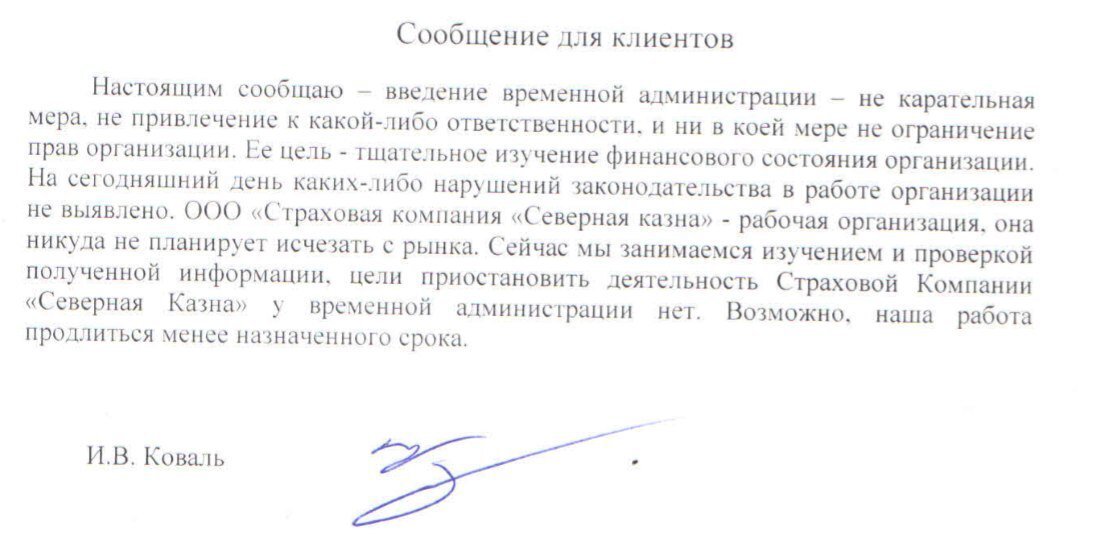 Сообщение для клиентов
Настоящим сообщаю – введение временной администрации – не карательная
мера, не привлечение к какой-либо ответственности, и ни в коей мере не ограничение
прав организации. Ее цель - тщательное изучение финансового состояния организации.
На сегодняшний день каких-либо нарушений законодательства в работе организации
не выявлено. ООО «Страховая компания «Северная казна» - рабочая организация, она
никуда не планирует исчезать с рынка. Сейчас мы занимаемся изучением и проверкой
полученной информации, цели приостановить деятельность Страховой Компании
«Северная Казна» у временной администрации нет. Возможно, наша работа
продлиться менее назначенного срока.
И.В. Коваль